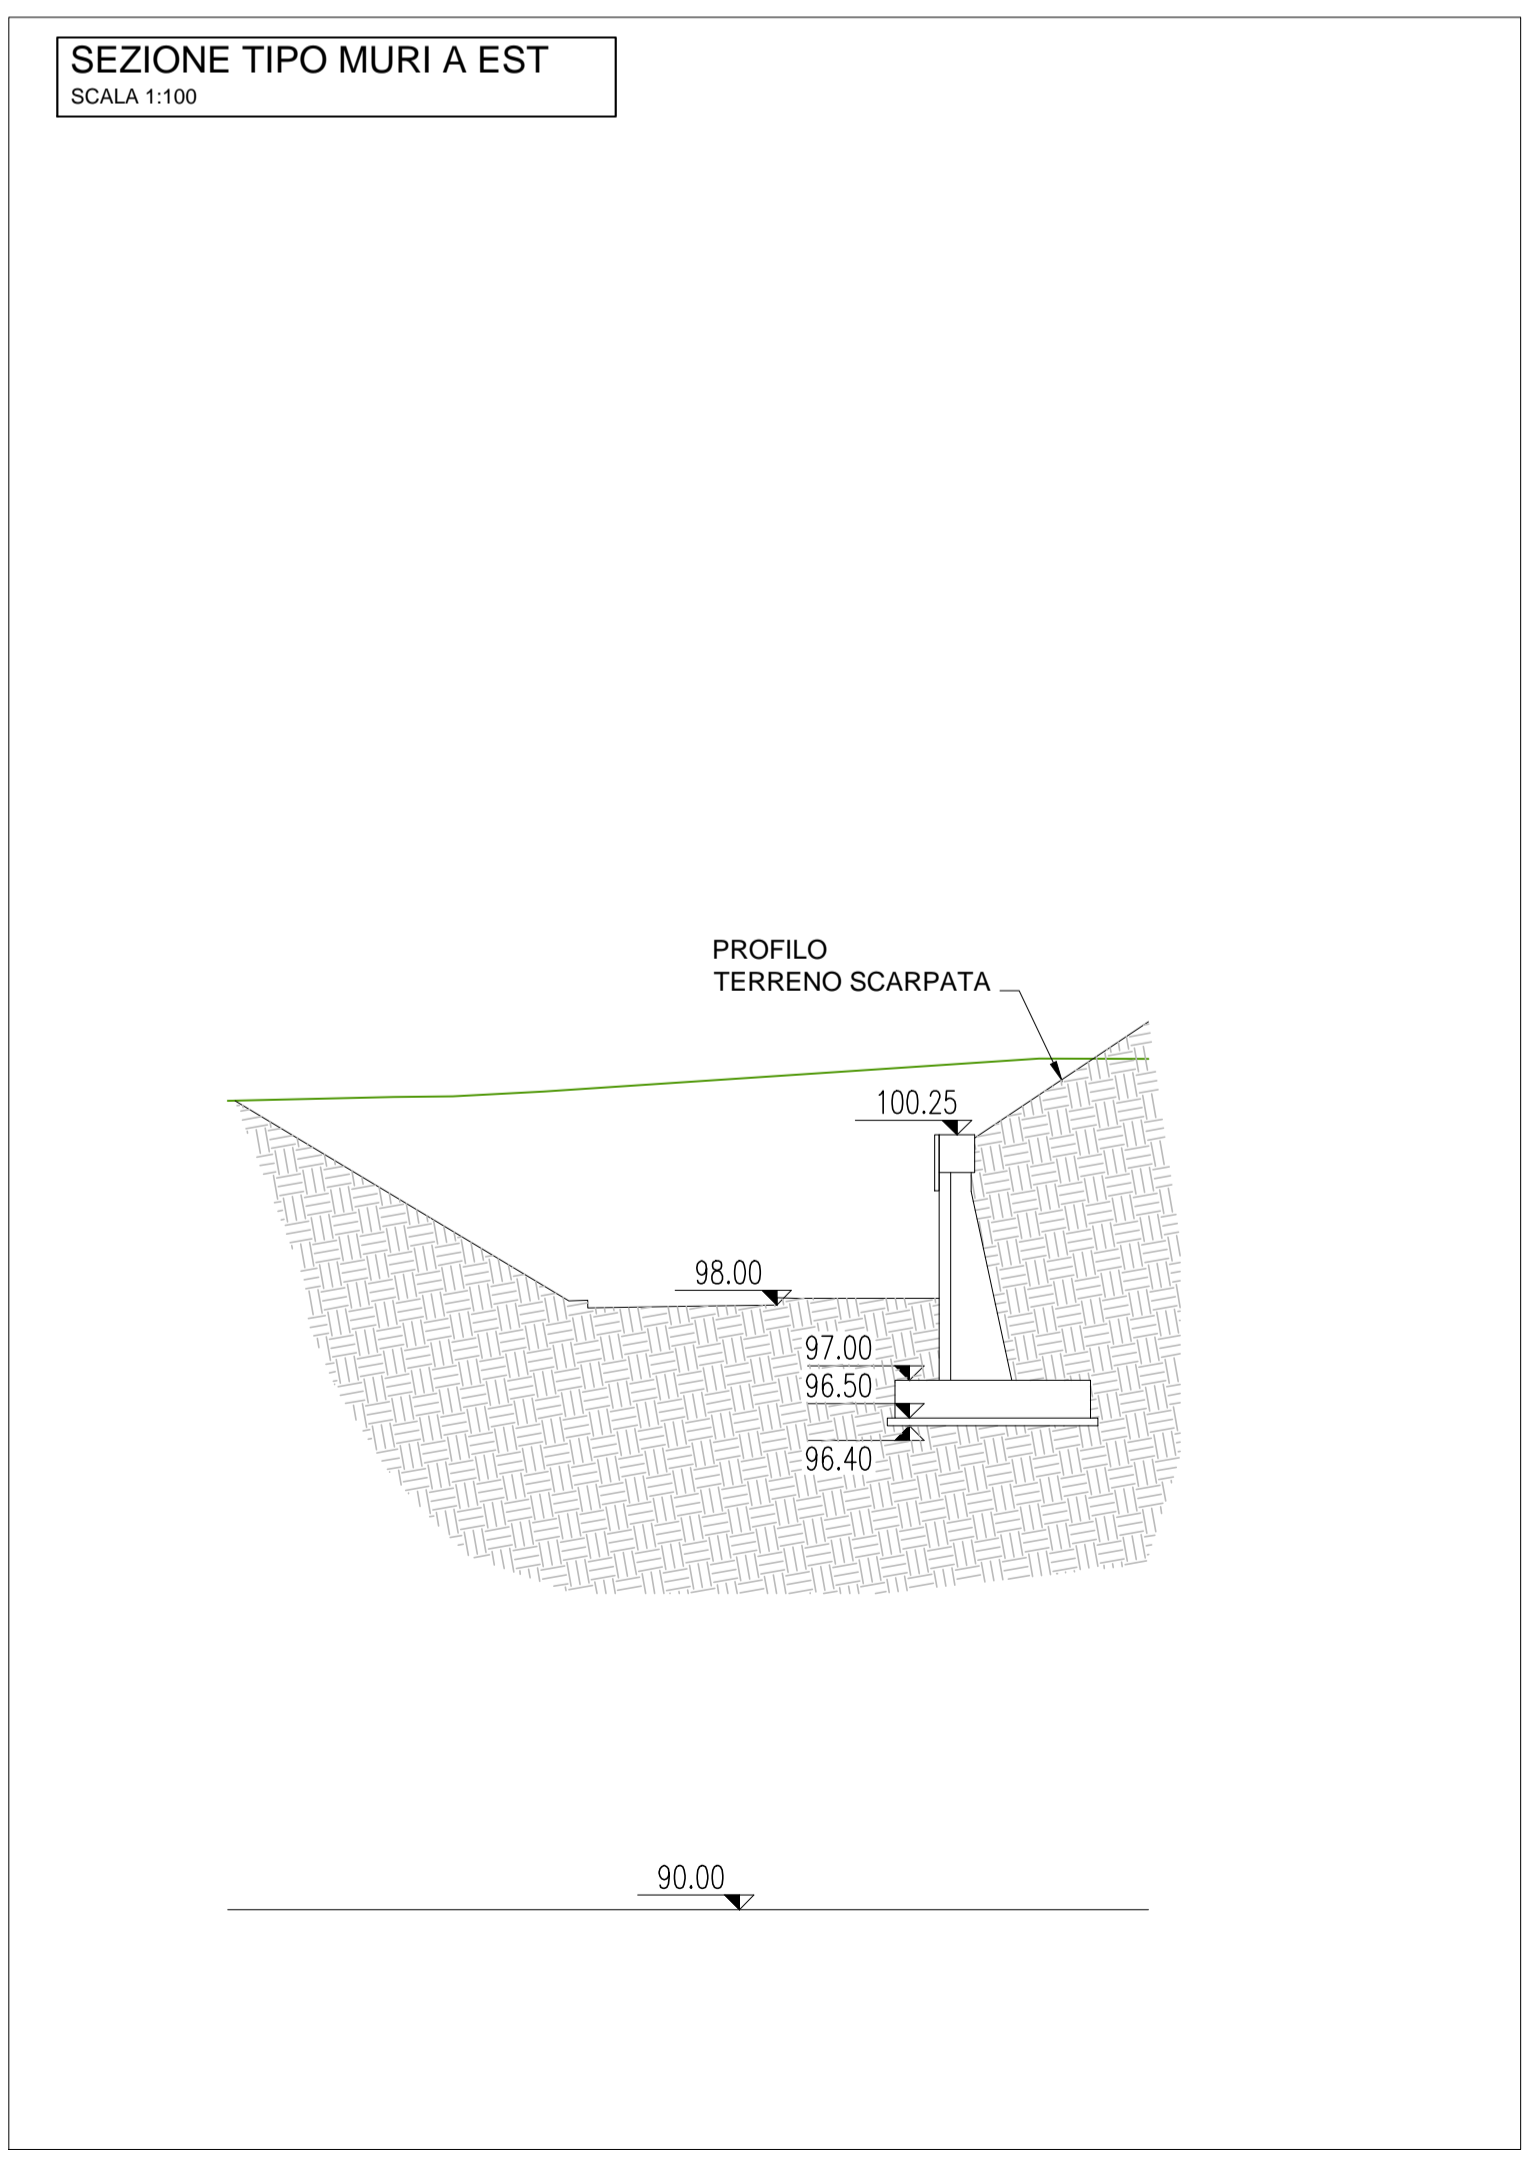 SEZIONE TIPO MURI A EST
SCALA 1:100
PROFILO
TERRENO SCARPATA
100.25
98.00
97.00
96.50
96.40
90.00